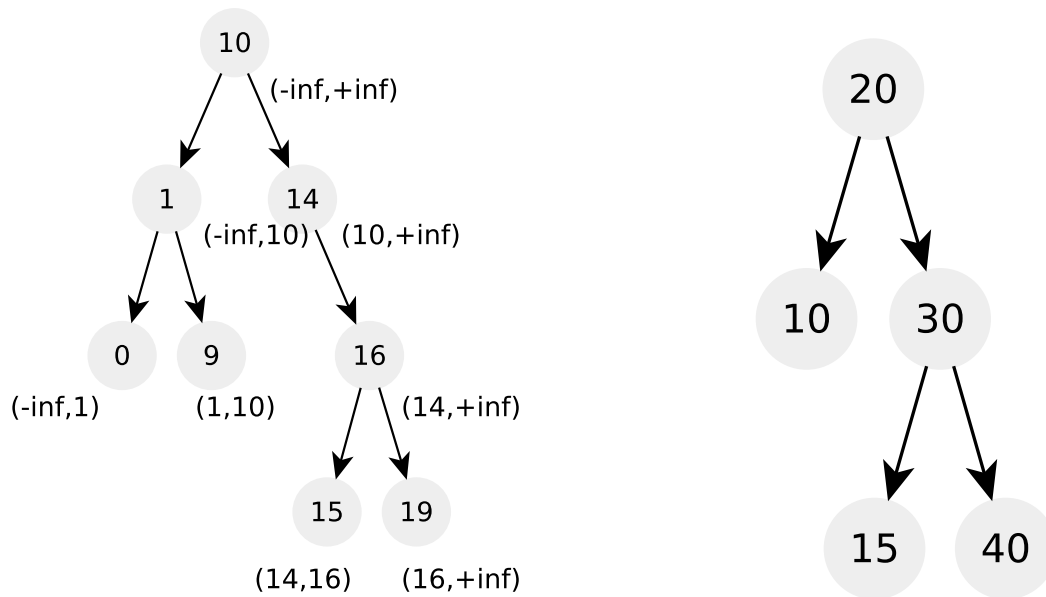 10
(-inf,+inf)
1
14
(-inf,10)
(10,+inf)
0
9
16
(-inf,1)
(1,10)
(14,+inf)
15
19
(14,16)
(16,+inf)
20
10
30
15
40